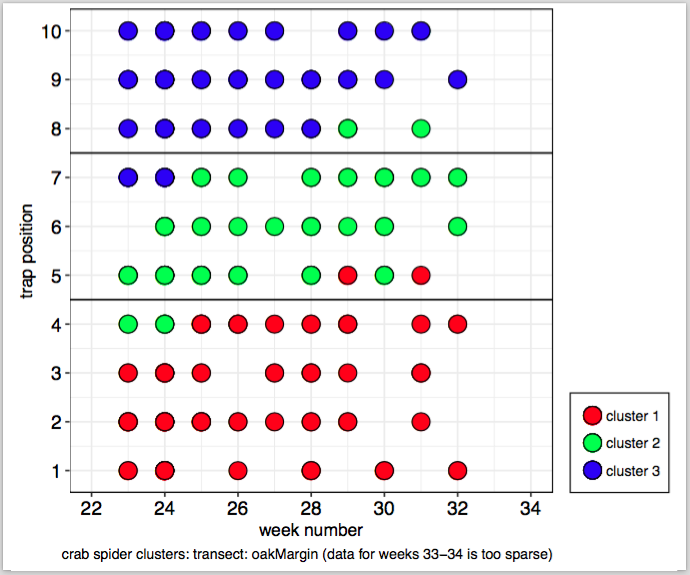 10
9
8
7
6
5
4
3
2
1
trap position
22 24 26 28 30 32 34
week number
cluster 1
cluster 2
cluster 3
crab spider clusters: transect: oakMargin (data for weeks 33–34 is too sparse)